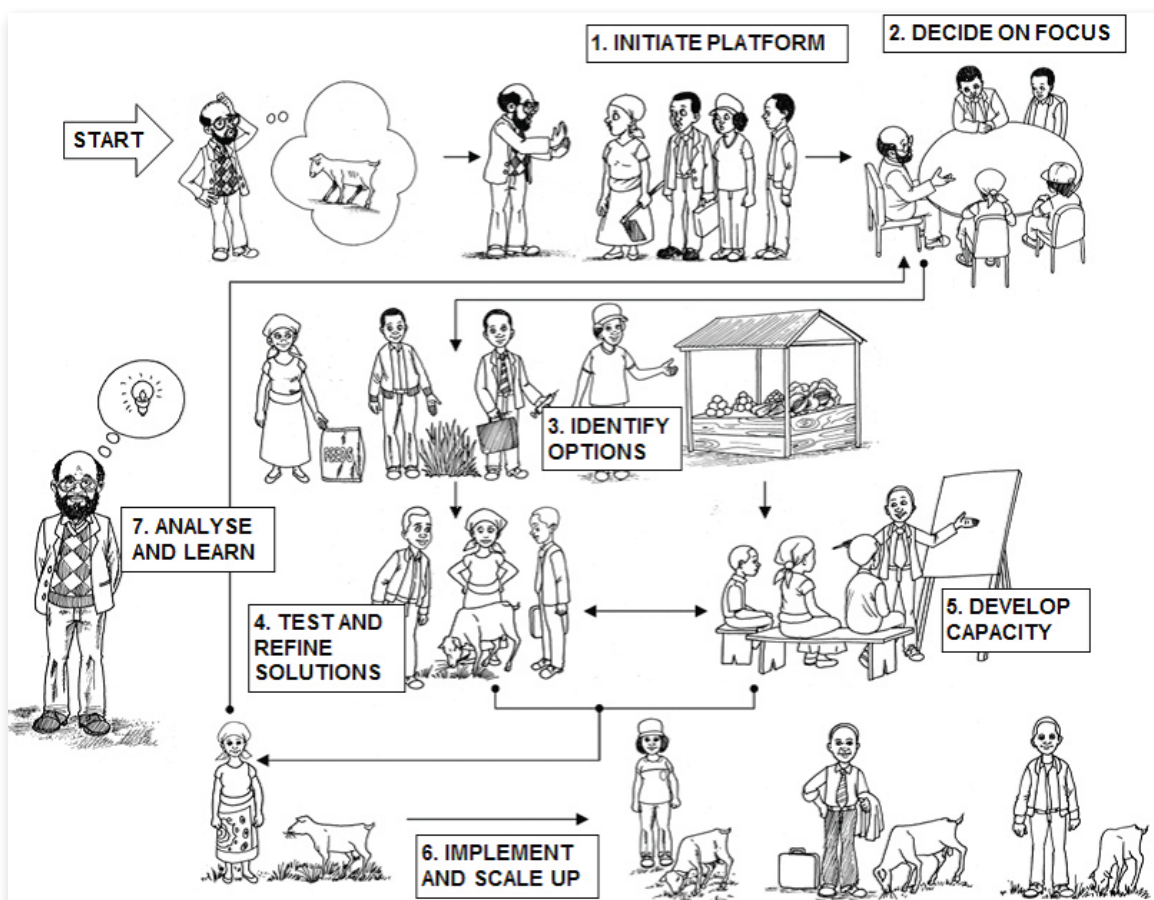 START
1. INITIATE PLATFORM
2. DECIDE ON FOCUS
3. IDENTIFY
OPTIONS
4. TEST AND
REFINE
SOLUTIONS
5. DEVELOP
CAPACITY
6. IMPLEMENT
AND SCALE UP
7. ANALYSE
AND LEARN